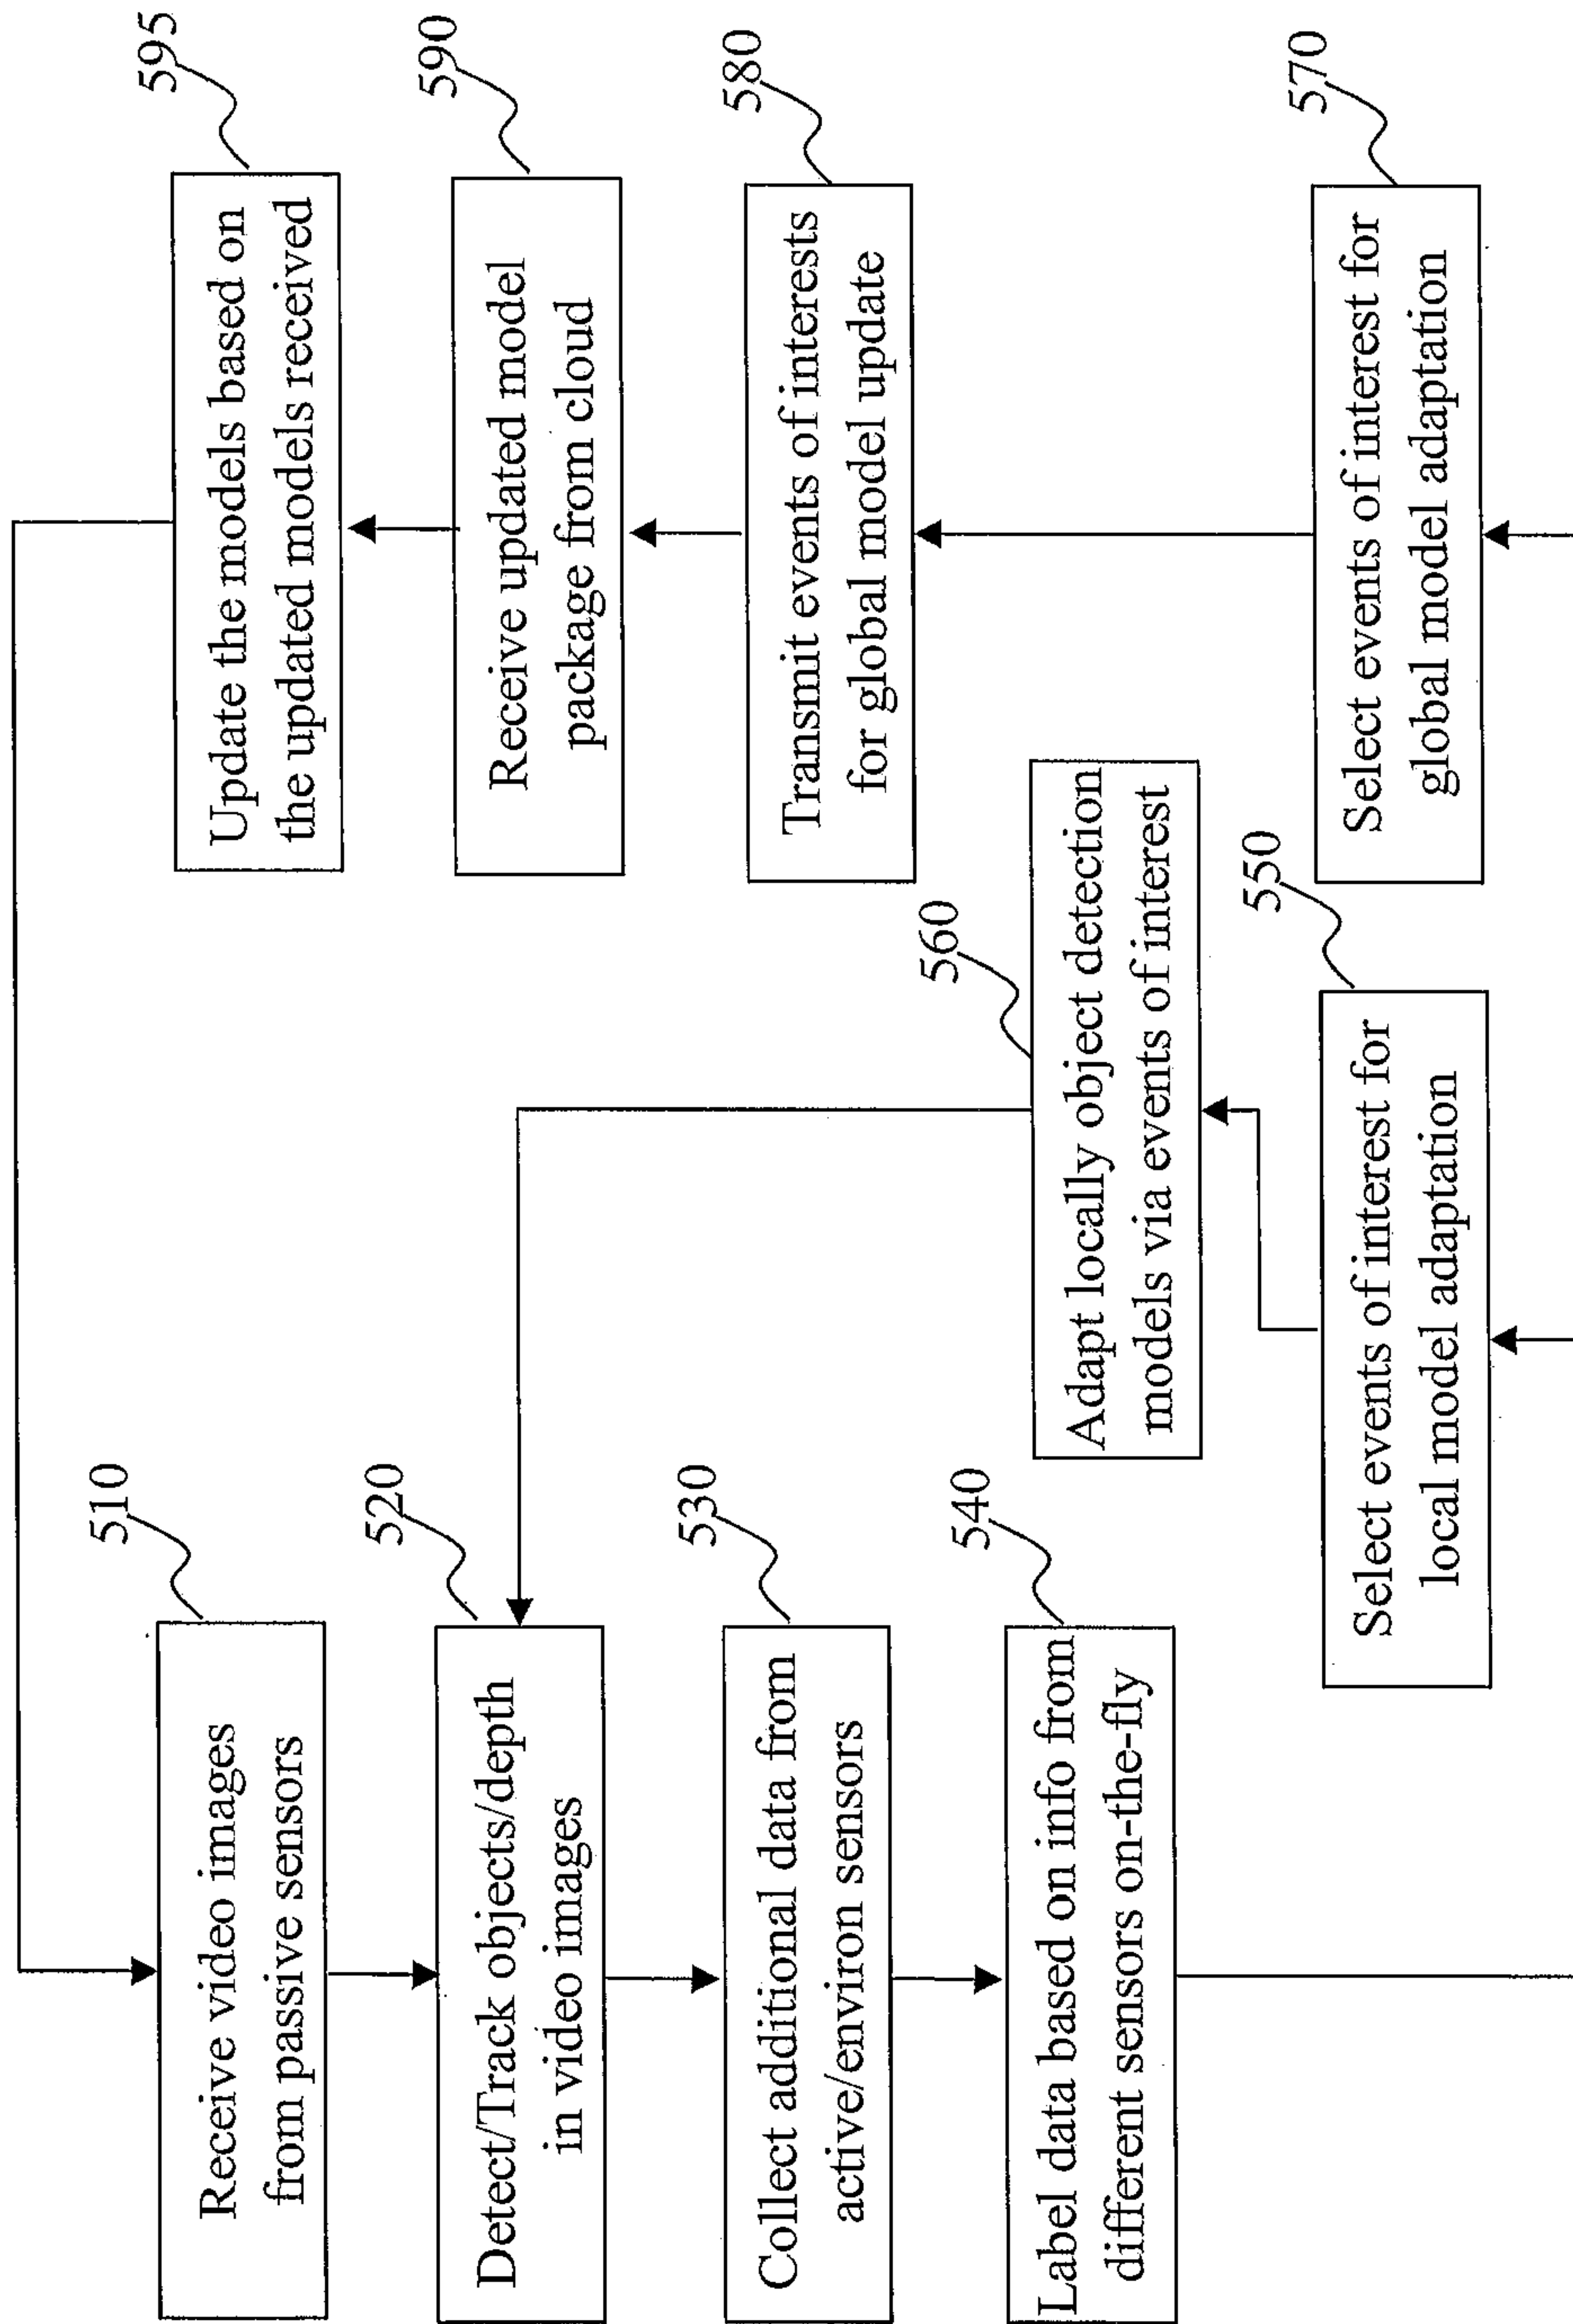 510
Receive video images
from passive sensors
520
Detect/Track objects/depth
in video images
530
Collect additional data from
active/environ sensors
540
Label data based on info from
different sensors on-the-fly
550
Select events of interest for
local model adaptation
560
Adapt locally object detection
models via events of interest
570
Select events of interest for
global model adaptation
580
Transmit events of interests
for global model update
590
Receive updated model
package from cloud
595
Update the models based on
the updated models received